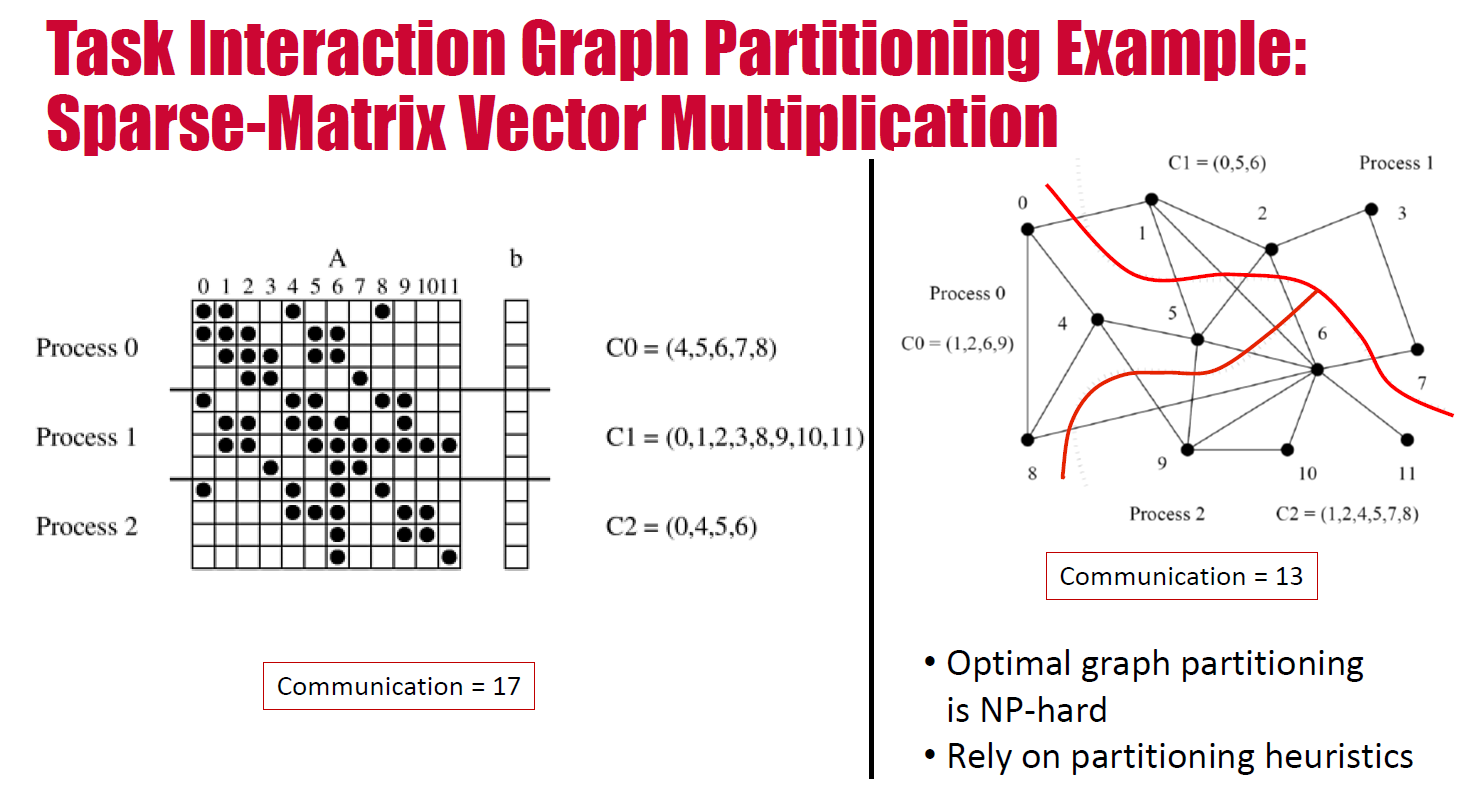 Task Interaction Graph Partitioning Example:
Sparse-Matrix Vector Multiplication
A
b
0 1 2 3 4 5 6 7 8 9 10 11
Process 0
C0 = (4,5,6,7,8)
Process 1
C1 = (0,1,2,3,8,9,10,11)
Process 2
C2 = (0,4,5,6)
Communication = 17
C1 = (0,5,6)
Process 1
0
1
2
3
Process 0
4
5
6
C0 = (1,2,6,9)
7
8
9
10
11
Process 2
C2 = (1,2,4,5,7,8)
Communication = 13
• Optimal graph partitioning
is NP-hard
• Rely on partitioning heuristics